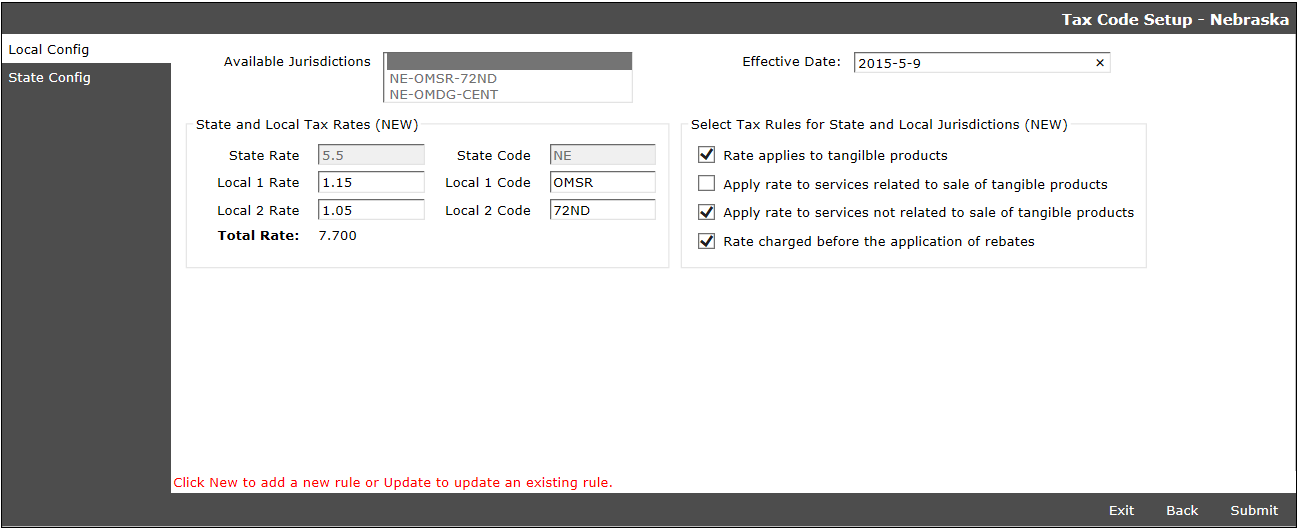 Tax Code Setup - Nebraska
Local Config
State Config
Available Jurisdictions
NE-OMSR-72ND
NE-OMDG-CENT
Effective Date: 2015-5-9 ×
State and Local Tax Rates (NEW)
State Rate 5.5 State Code NE
Local 1 Rate 1.15 Local 1 Code OMSR
Local 2 Rate 1.05 Local 2 Code 72ND
Total Rate: 7.700
Select Tax Rules for State and Local Jurisdictions (NEW)
Rate applies to tangilble products
Apply rate to services related to sale of tangible products
Apply rate to services not related to sale of tangible products
Rate charged before the application of rebates
Click New to add a new rule or Update to update an existing rule.
Exit Back Submit